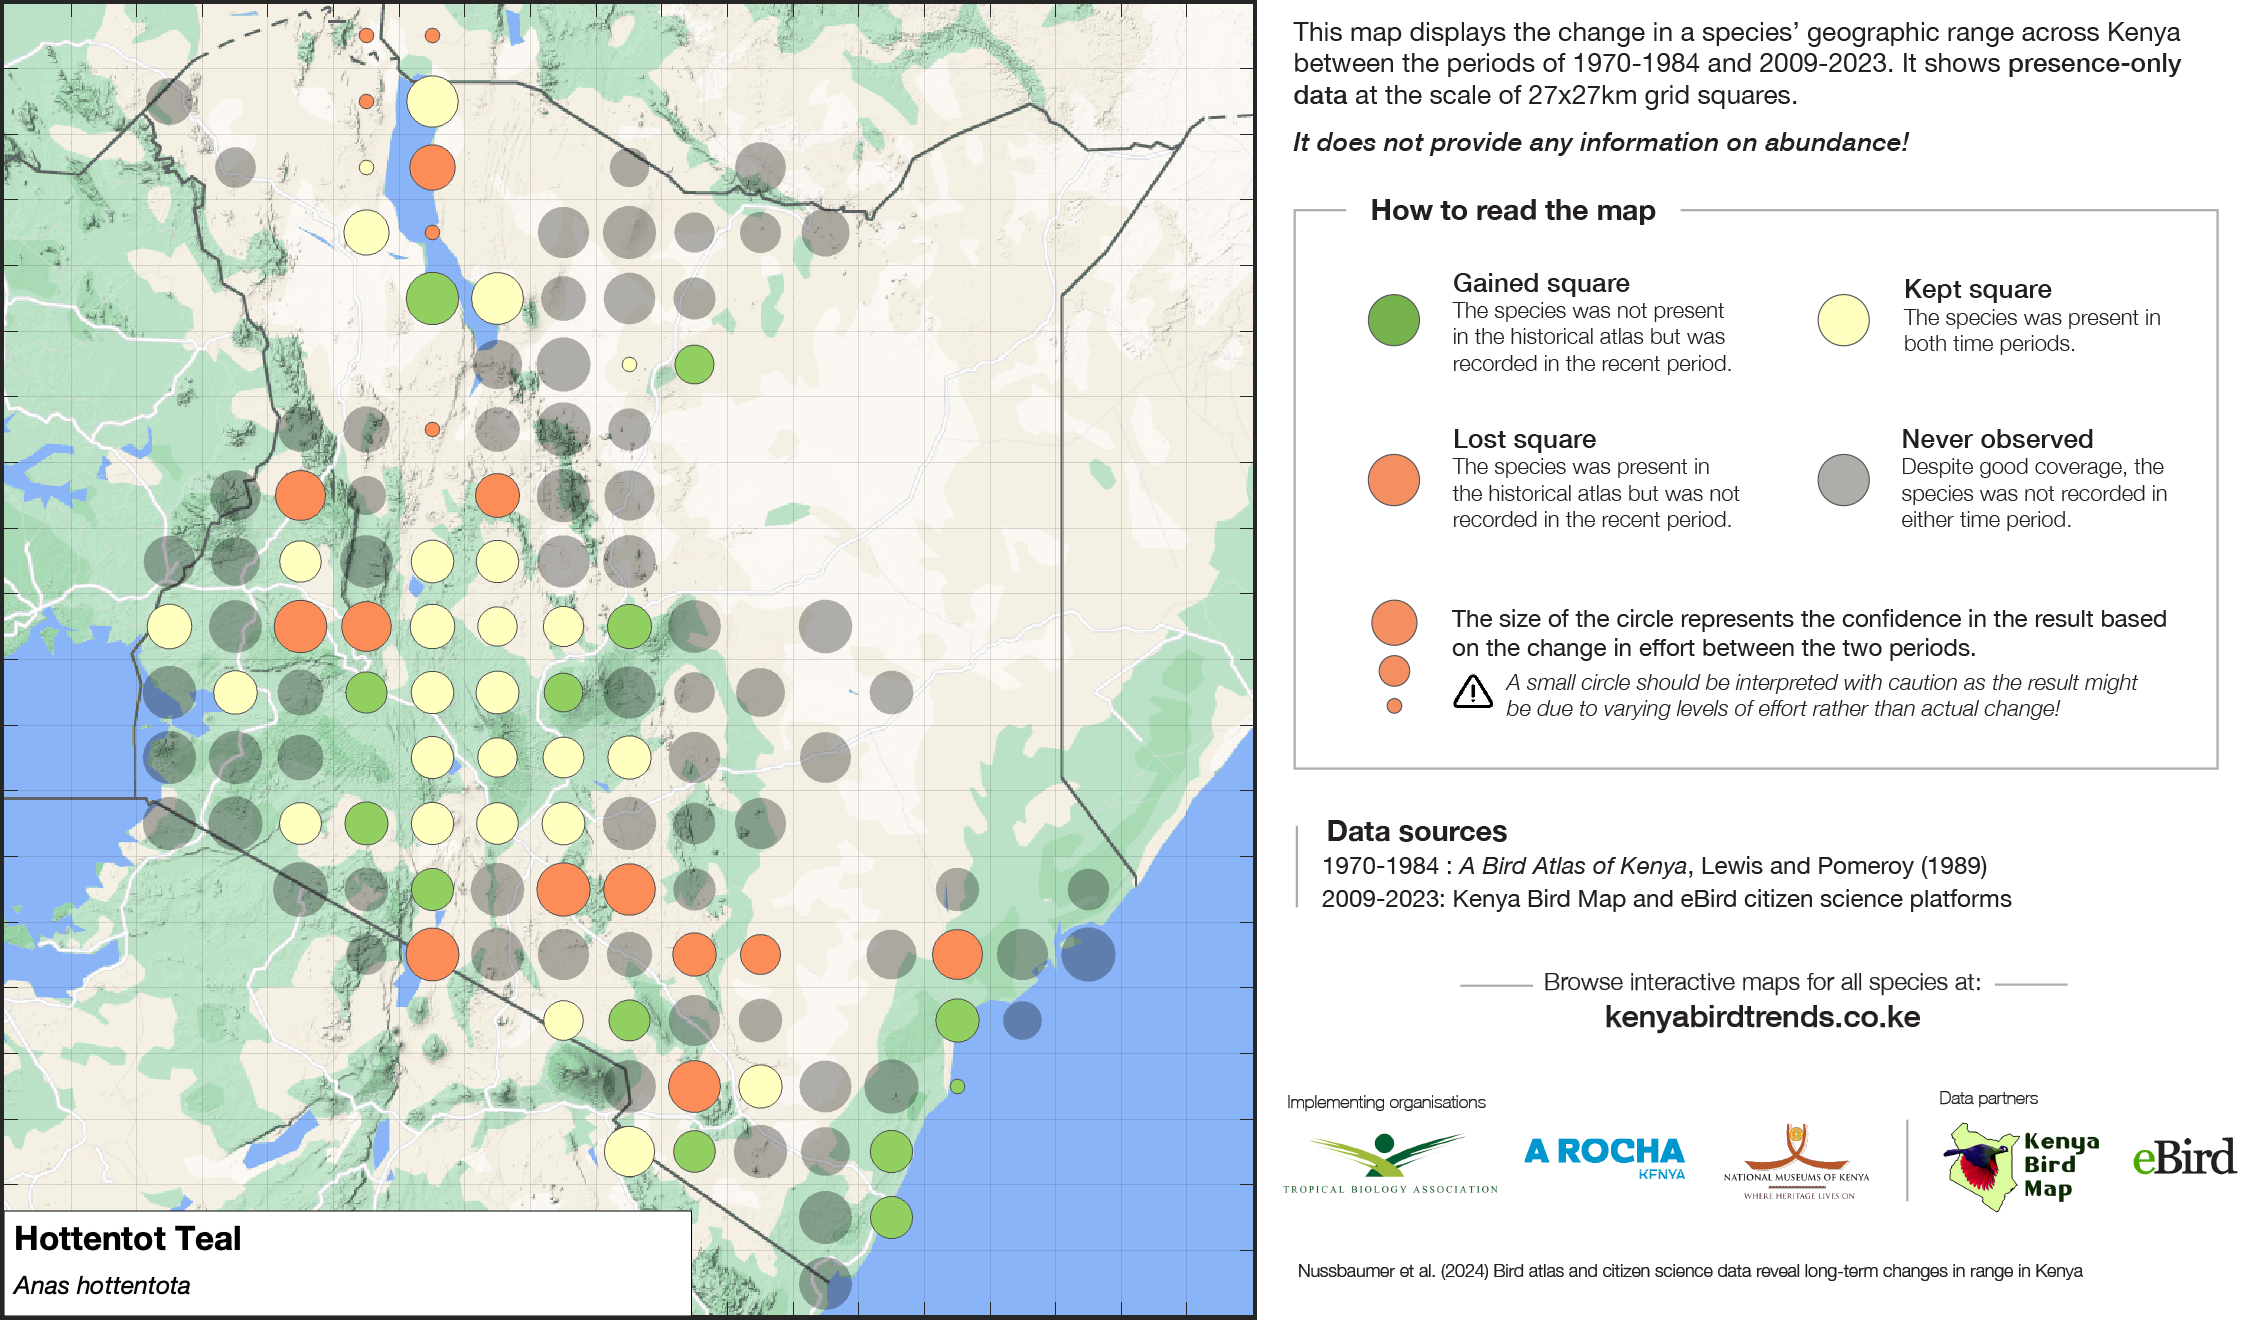 This map displays the change in a species’ geographic range across Kenya
between the periods of 1970-1984 and 2009-2023. It shows presence-only
data at the scale of 27x27km grid squares.
It does not provide any information on abundance!
How to read the map
Gained square
The species was not present
in the historical atlas but was
recorded in the recent period.
Kept square
The species was present in
both time periods.
Lost square
The species was present in
the historical atlas but was not
recorded in the recent period.
Never observed
Despite good coverage, the
species was not recorded in
either time period.
The size of the circle represents the confidence in the result based
on the change in effort between the two periods.
A small circle should be interpreted with caution as the result might
be due to varying levels of effort rather than actual change!
Data sources
1970-1984 : A Bird Atlas of Kenya, Lewis and Pomeroy (1989)
2009-2023: Kenya Bird Map and eBird citizen science platforms
Browse interactive maps for all species at:
kenyabirdtrends.co.ke
Implementing organisations
Data partners
TROPICAL BIOLOGY ASSOCIATION
A ROCHA
KENYA
NATIONAL MUSEUMS OF KENYA
WHERE HERITAGE LIVES ON
Kenya
Bird
Map
eBird
Hottentot Teal
Anas hottentota
Nussbaumer et al. (2024) Bird atlas and citizen science data reveal long-term changes in range in Kenya